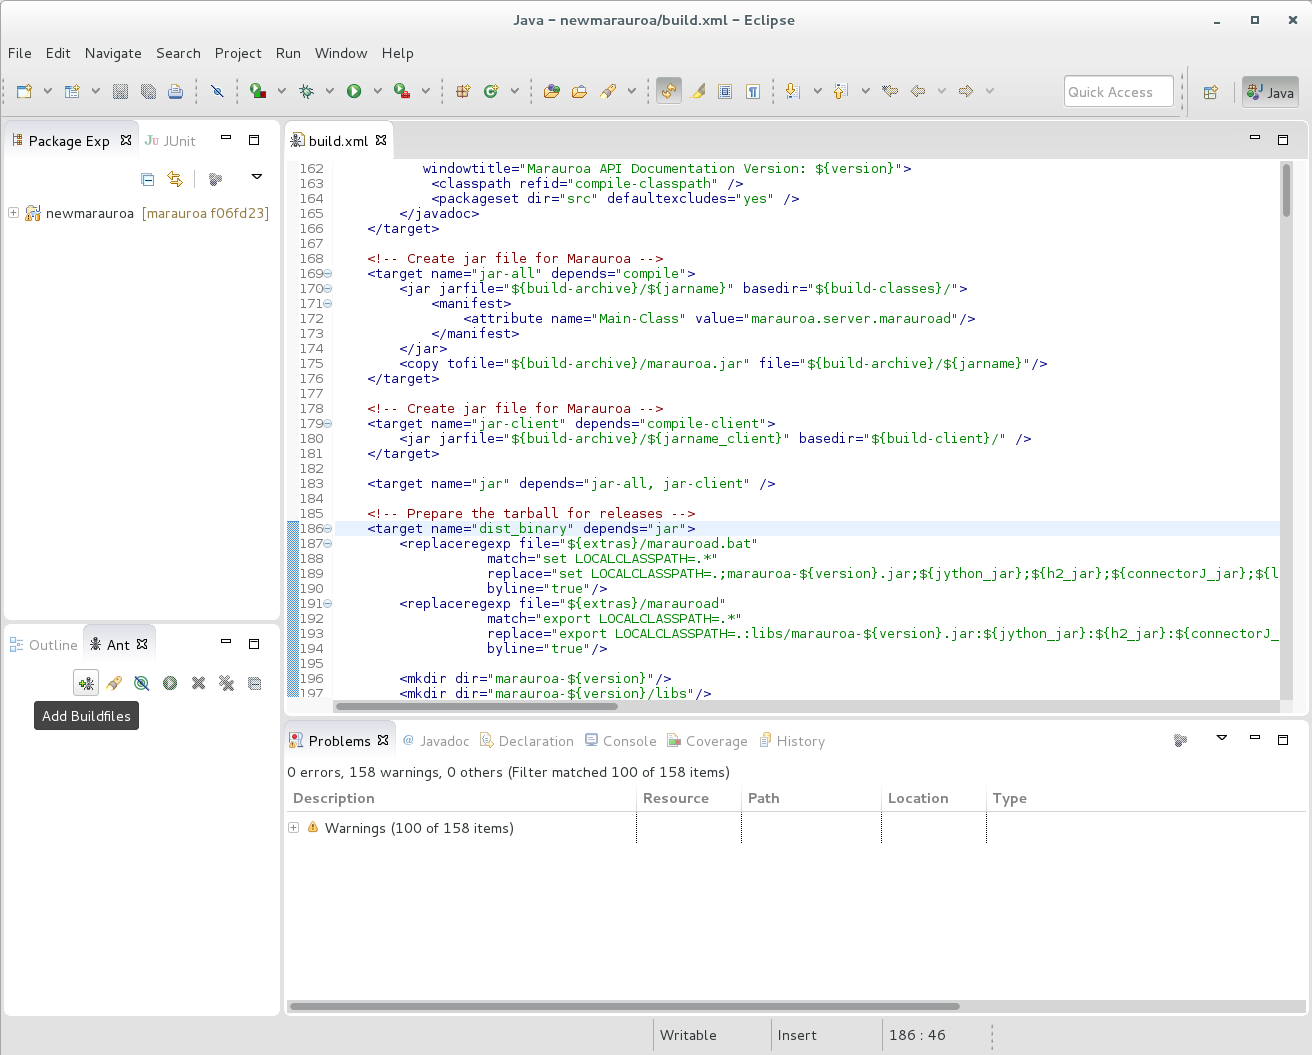 Java – newmarauroa/build.xml – Eclipse
File Edit Navigate Search Project Run Window Help
Quick Access
Java
Package Exp
JUnit
newmarauroa [marauroa f06fd23]
build.xml
162 windowtitle="Marauroa API Documentation Version: ${version}">
163 <classpath refid="compile-classpath" />
164 <packageset dir="src" defaultexcludes="yes" />
165 </javadoc>
166 </target>
167
168 <!-- Create jar file for Marauroa -->
169 <target name="jar-all" depends="compile">
170 <jar jarfile="${build-archive}/${jarname}" basedir="${build-classes}/">
171 <manifest>
172 <attribute name="Main-Class" value="marauroa.server.marauroad"/>
173 </manifest>
174 </jar>
175 <copy tofile="${build-archive}/marauroa.jar" file="${build-archive}/${jarname}"/>
176 </target>
177
178 <!-- Create jar file for Marauroa -->
179 <target name="jar-client" depends="compile-client">
180 <jar jarfile="${build-archive}/${jarname_client}" basedir="${build-client}/" />
181 </target>
182
183 <target name="jar" depends="jar-all, jar-client" />
184
185 <!-- Prepare the tarball for releases -->
186 <target name="dist_binary" depends="jar">
187 <replaceregexp file="${extras}/marauroad.bat"
188 match="set LOCALCLASSPATH=.*"
189 replace="set LOCALCLASSPATH=.;marauroa-${version}.jar;${jython_jar};${h2_jar};${connectorJ_jar};${l
190 byline="true"/>
191 <replaceregexp file="${extras}/marauroad"
192 match="export LOCALCLASSPATH=.*"
193 replace="export LOCALCLASSPATH=.:libs/marauroa-${version}.jar:${jython_jar}:${h2_jar}:${connectorJ_
194 byline="true"/>
195
196 <mkdir dir="marauroa-${version}"/>
197 <mkdir dir="marauroa-${version}/libs"/>
Outline
Ant
Add Buildfiles
Problems
Javadoc
Declaration
Console
Coverage
History
0 errors, 158 warnings, 0 others (Filter matched 100 of 158 items)
Description Resource Path Location Type
Warnings (100 of 158 items)
Writable Insert 186 : 46